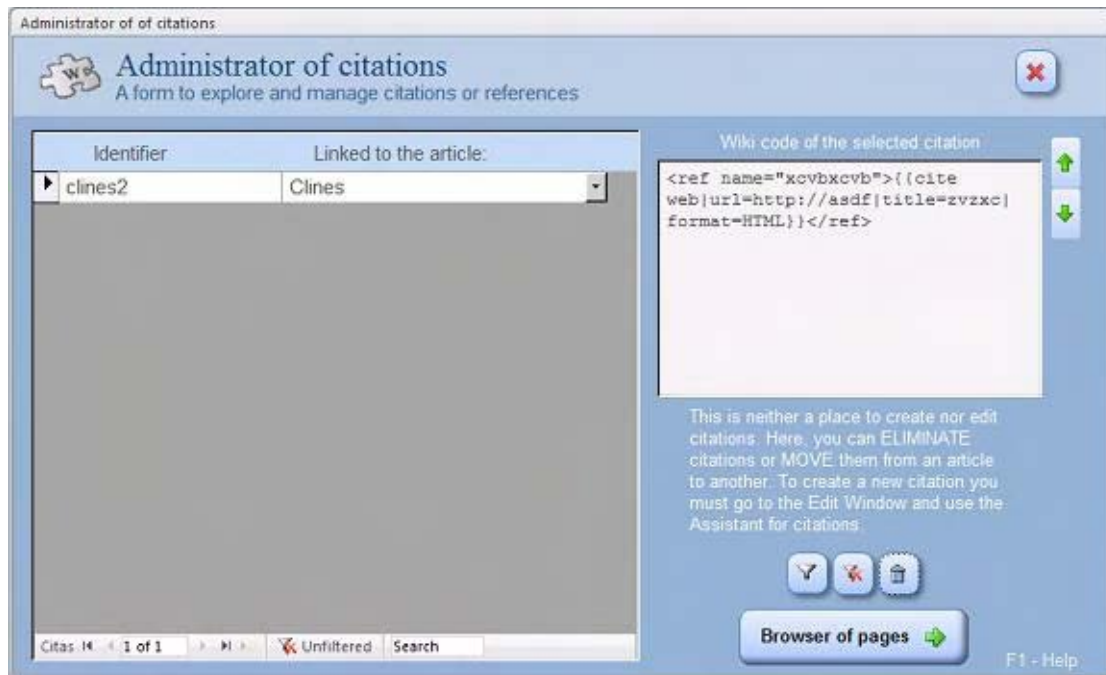 Administrator of of citations
Administrator of citations
A form to explore and manage citations or references
Identifier Linked to the article:
clines2 Clines
Citas 1 of 1 Unfiltered Search
Wiki code of the selected citation
<ref name="xcvbxcvb">{{cite
web|url=http://asdf|title=zvzxc|
format=HTML}}</ref>
This is neither a place to create nor edit
citations. Here, you can ELIMINATE
citations or MOVE them from an article
to another. To create a new citation you
must go to the Edit Window and use the
Assistant for citations.
Browser of pages
F1 - Help